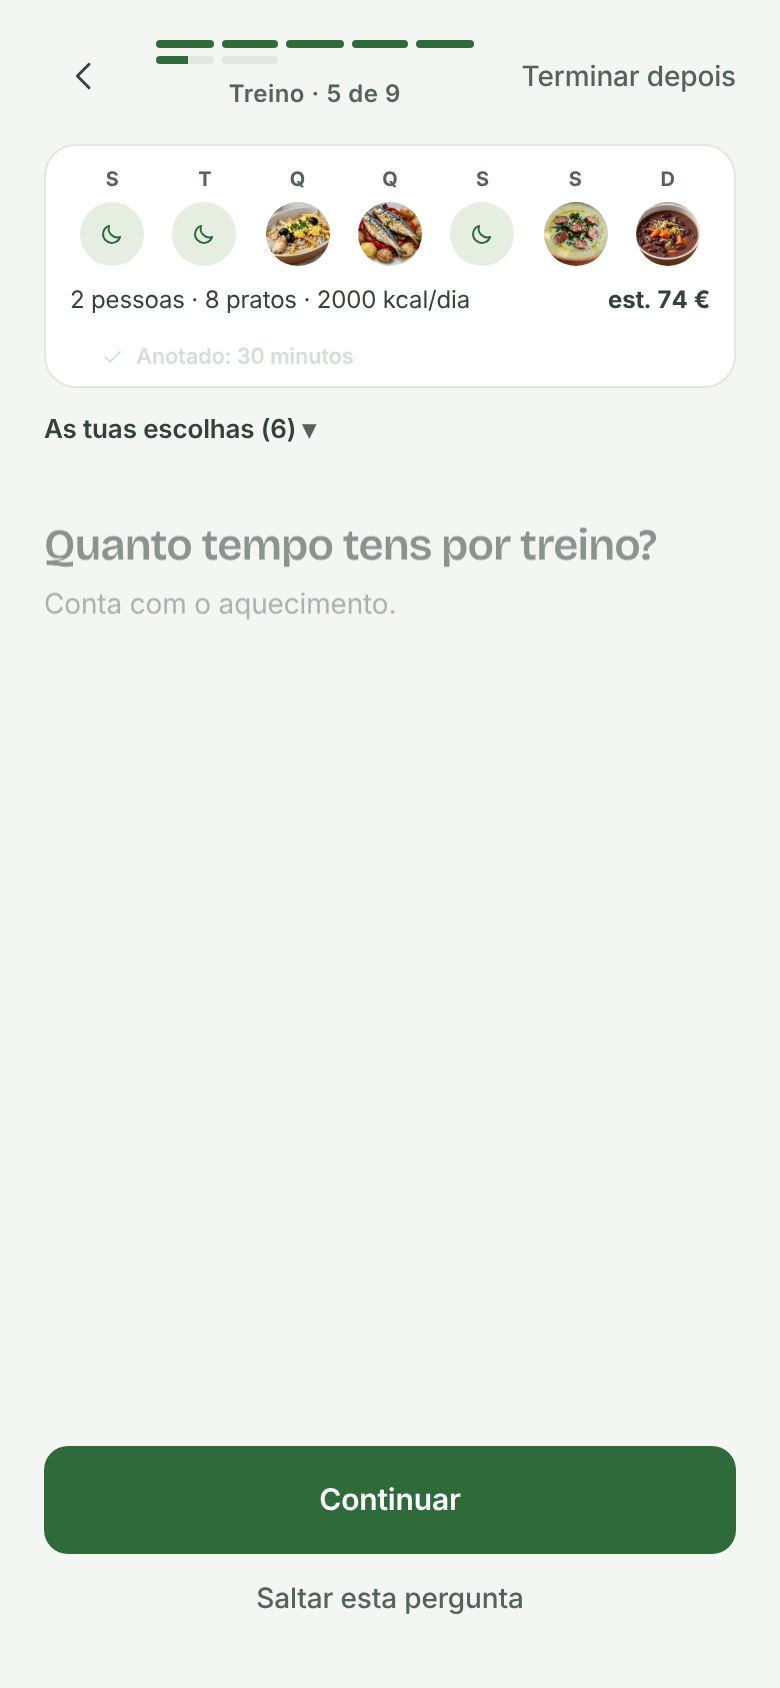 Treino · 5 de 9
Terminar depois
S T Q Q S S D
2 pessoas · 8 pratos · 2000 kcal/dia est. 74 €
Anotado: 30 minutos
As tuas escolhas (6) ▾
Quanto tempo tens por treino?
Conta com o aquecimento.
Continuar
Saltar esta pergunta